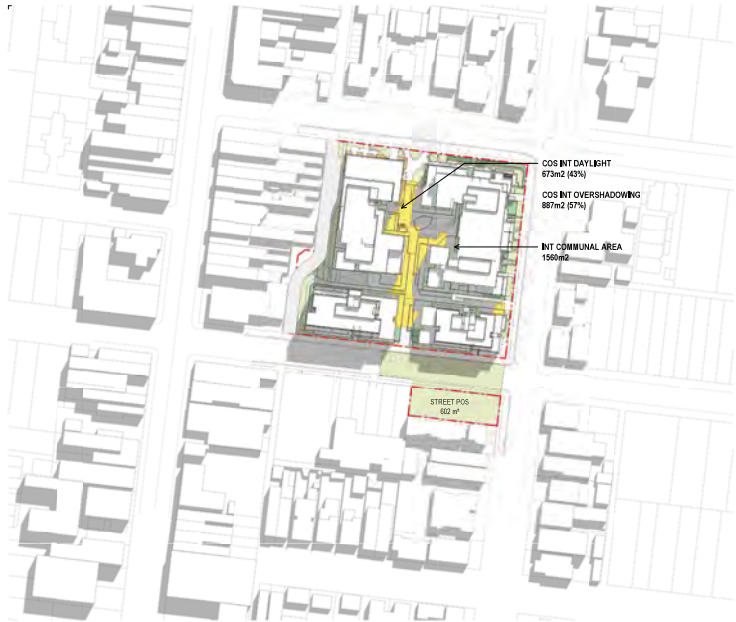 COS INT DAYLIGHT
673m2 (43%)
COS INT OVERSHADOWING
887m2 (57%)
INT COMMUNAL AREA
1560m2
STREET POS
602 m²